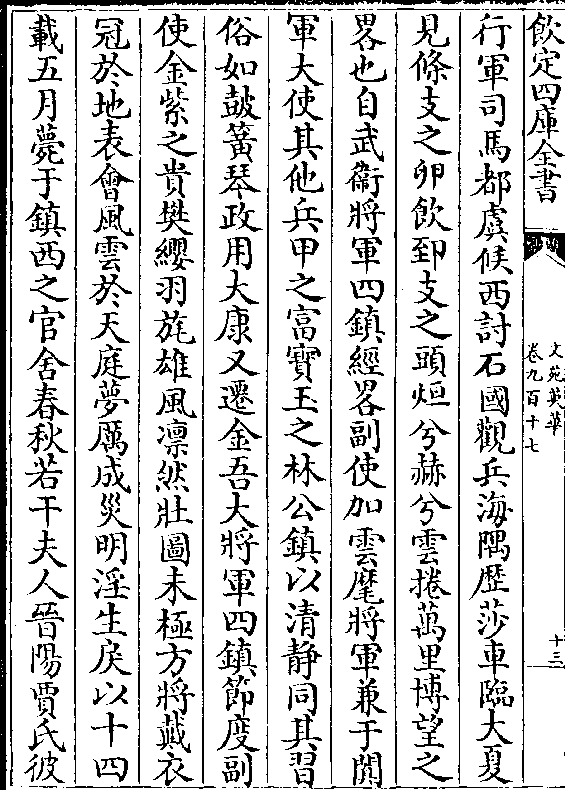 欽定四庫全書
文苑英華
卷九百十七
十三
行軍司馬都虞候西討石國觀兵海隅歴莎車臨大夏
見條支之卵飲郅支之頭烜兮赫兮雲捲萬里博望之
畧也自武衛將軍四鎮經畧副使加雲麾將軍兼于闐
軍大使其他兵甲之富寶玉之林公鎮以清静同其習
俗如鼓簧琴政用大康又遷金吾大將軍四鎮節度副
使金紫之貴樊纓羽旄雄風凛然壯圖未極方將蕆衣
冠於地表會風雲於天庭夢厲成災明淫生戾以十四
載五月薨于鎮西之官舍春秋若干夫人晉陽賈氏彼